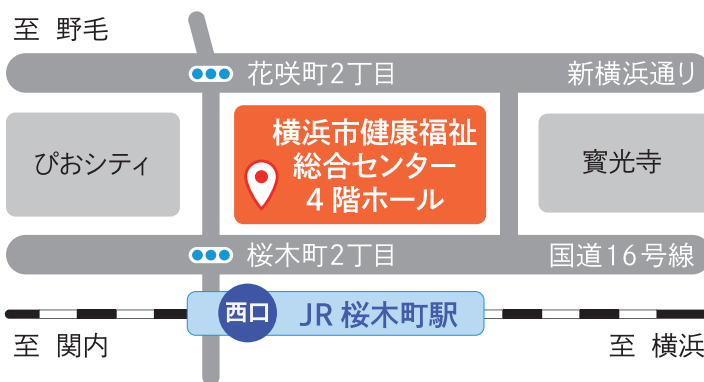 至 野毛
花咲町2丁目
新横浜通り
ぴおシティ
横浜市健康福祉
総合センター
4階ホール
寳光寺
桜木町2丁目
国道16号線
西口
JR 桜木町駅
至 関内
至 横浜